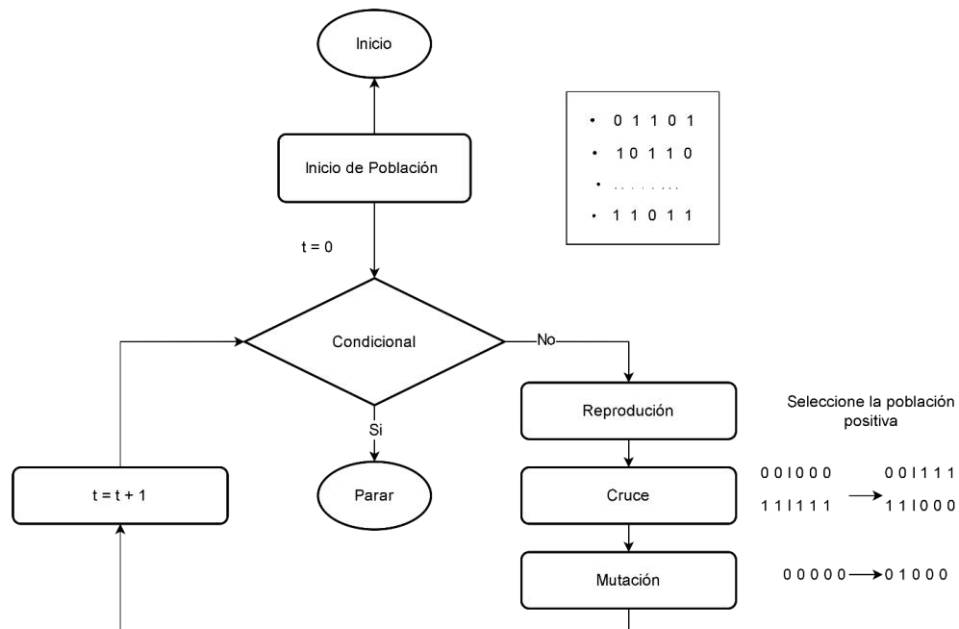 Inicio
Inicio de Población
• 0 1 1 0 1
• 1 0 1 1 0
• .. . . . ...
• 1 1 0 1 1
t = 0
Condicional
No
Si
Reprodución
Seleccione la población
positiva
t = t + 1
Parar
Cruce
0 0 I 0 0 0
0 0 I 1 1 1
1 1 I 1 1 1
1 1 I 0 0 0
Mutación
0 0 0 0 0
0 1 0 0 0